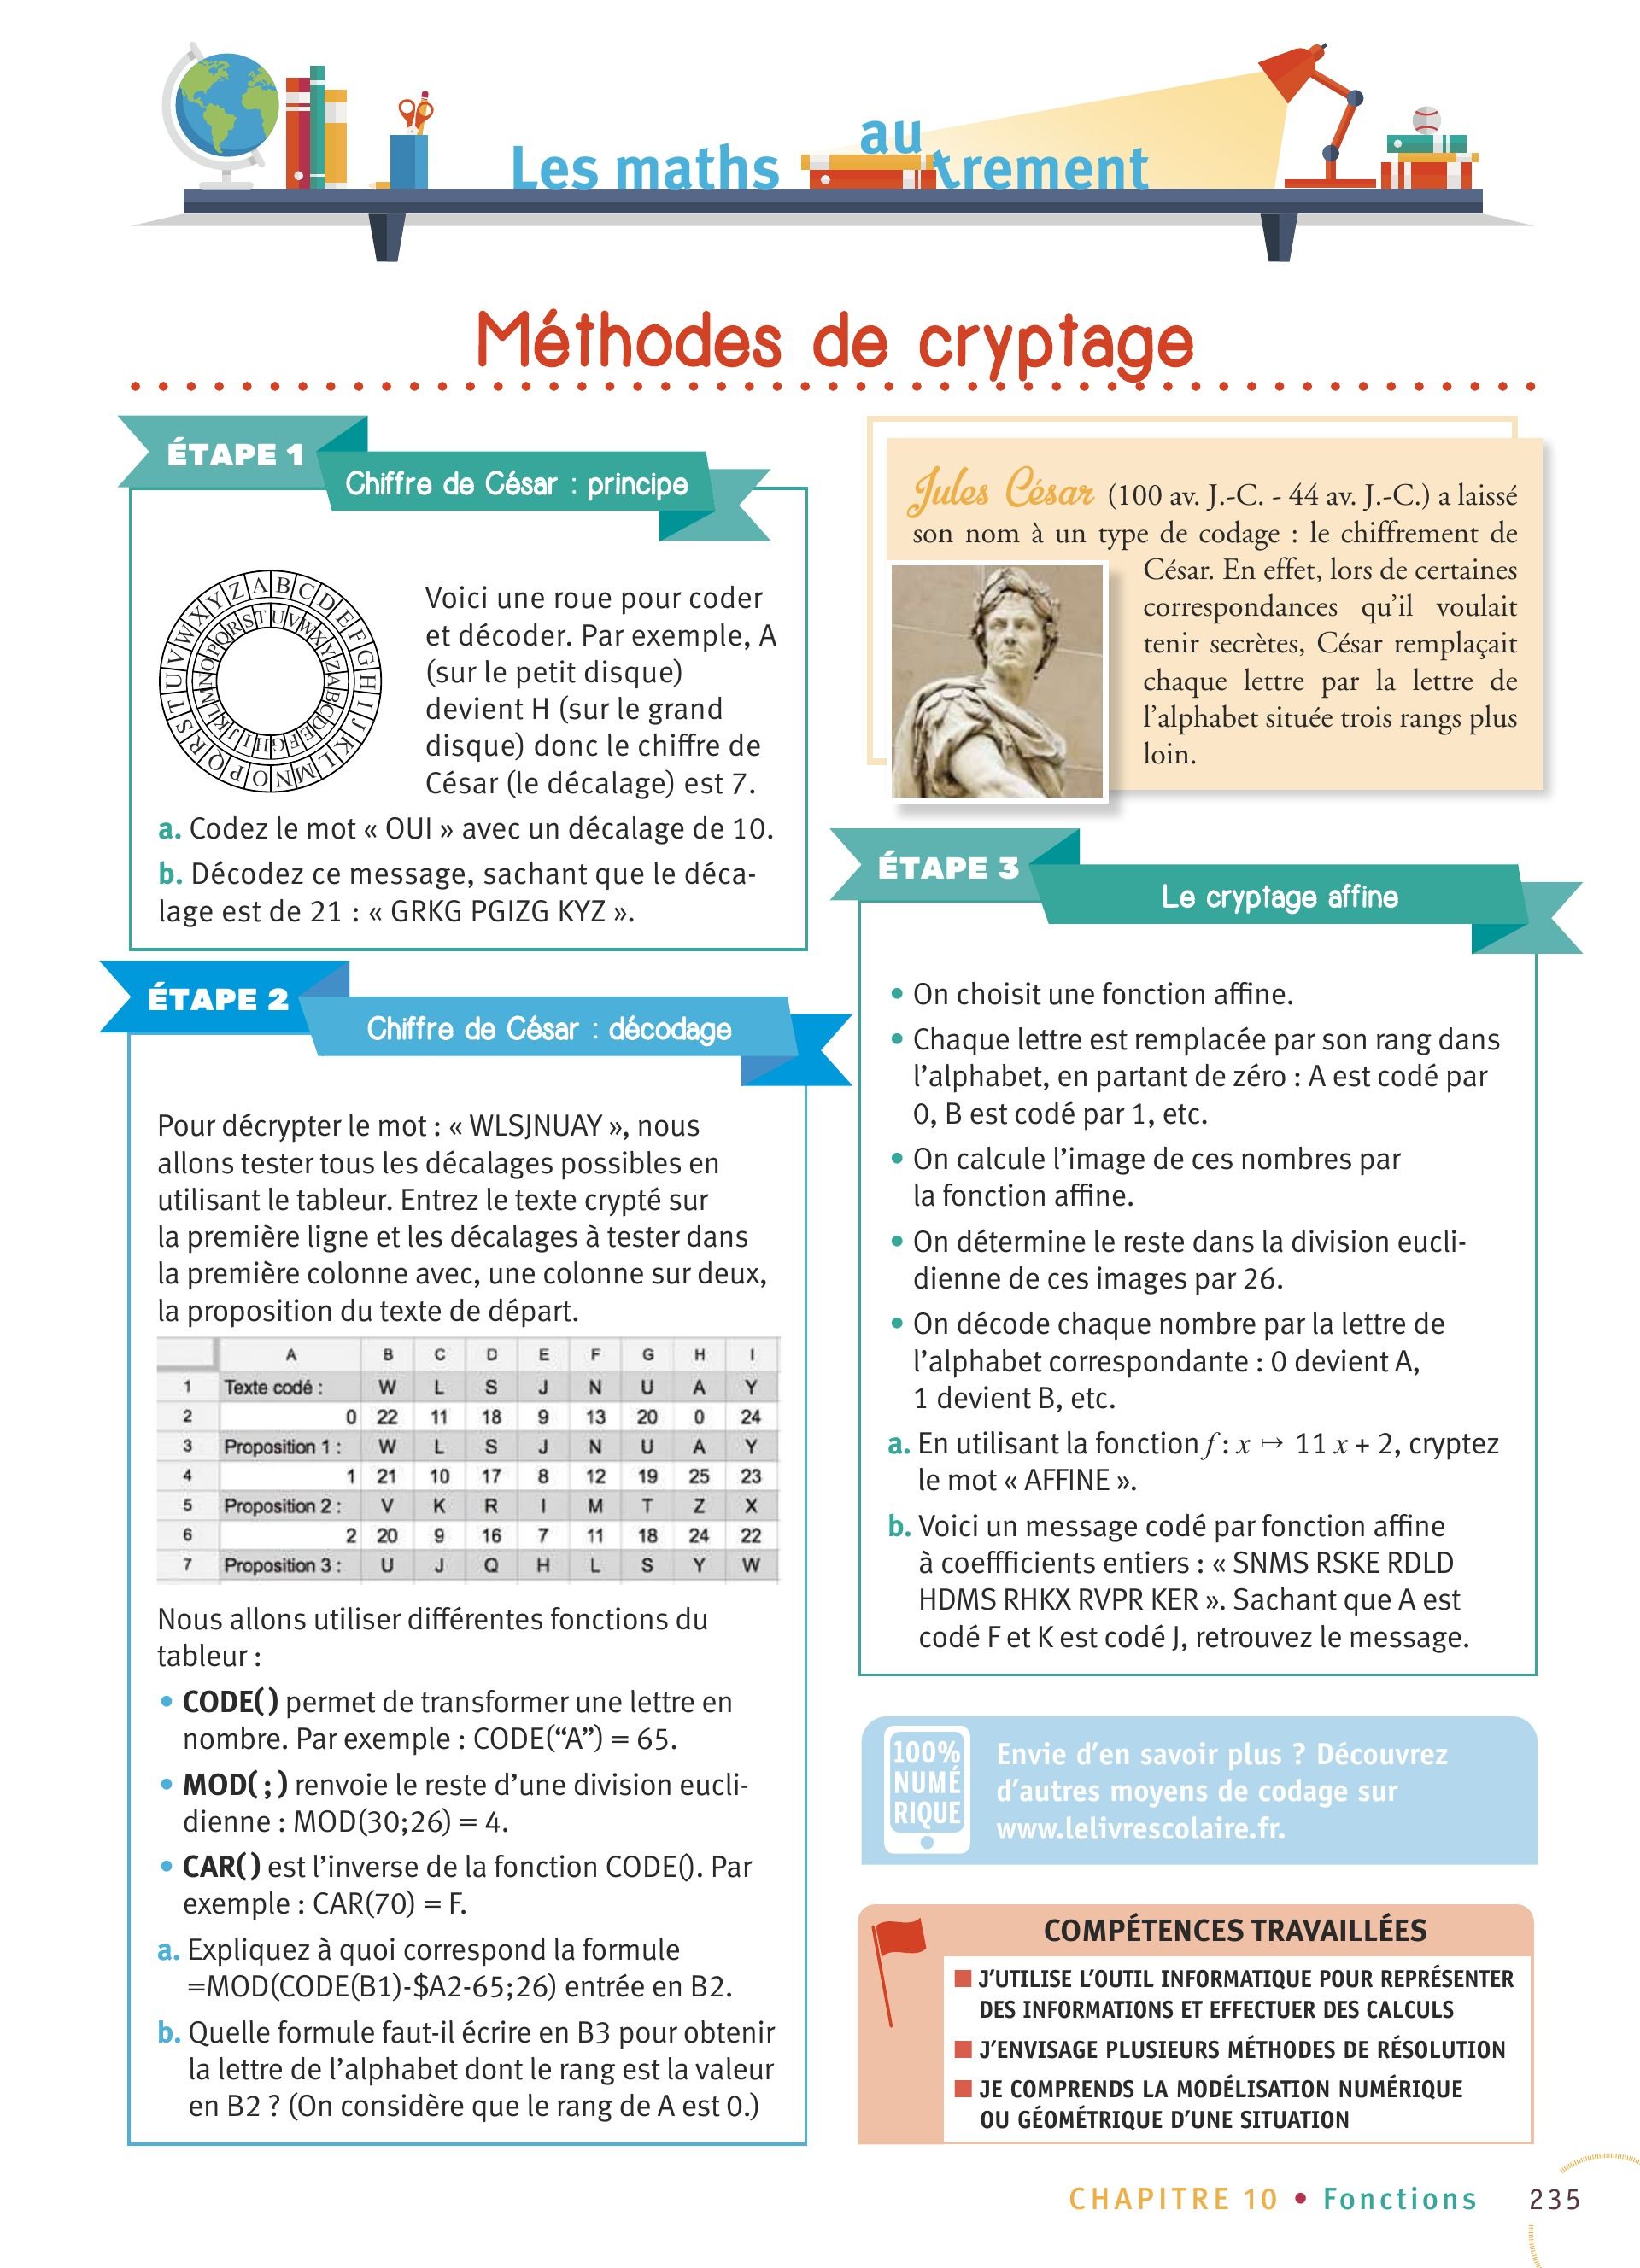 Les maths autrement
Méthodes de cryptage
ÉTAPE 1
Chiffre de César : principe
A B C D E F G H I J K L M N O P Q R S T U V W X Y Z
A B C D E F G H I J K L M N O P Q R S T U V W X Y Z
Voici une roue pour coder
et décoder. Par exemple, A
(sur le petit disque)
devient H (sur le grand
disque) donc le chiffre de
César (le décalage) est 7.
a. Codez le mot « OUI » avec un décalage de 10.
b. Décodez ce message, sachant que le déca-
lage est de 21 : « GRKG PGIZG KYZ ».
ÉTAPE 2
Chiffre de César : décodage
Pour décrypter le mot : « WLSJNUAY », nous
allons tester tous les décalages possibles en
utilisant le tableur. Entrez le texte crypté sur
la première ligne et les décalages à tester dans
la première colonne avec, une colonne sur deux,
la proposition du texte de départ.
A B C D E F G H I
1 Texte codé : W L S J N U A Y
2 0 22 11 18 9 13 20 0 24
3 Proposition 1 : W L S J N U A Y
4 1 21 10 17 8 12 19 25 23
5 Proposition 2 : V K R I M T Z X
6 2 20 9 16 7 11 18 24 22
7 Proposition 3 : U J Q H L S Y W
Nous allons utiliser différentes fonctions du
tableur :
• CODE() permet de transformer une lettre en
nombre. Par exemple : CODE(“A”) = 65.
• MOD( ; ) renvoie le reste d’une division eucli-
dienne : MOD(30;26) = 4.
• CAR() est l’inverse de la fonction CODE(). Par
exemple : CAR(70) = F.
a. Expliquez à quoi correspond la formule
=MOD(CODE(B1)-$A2-65;26) entrée en B2.
b. Quelle formule faut-il écrire en B3 pour obtenir
la lettre de l’alphabet dont le rang est la valeur
en B2 ? (On considère que le rang de A est 0.)
Jules César (100 av. J.-C. - 44 av. J.-C.) a laissé
son nom à un type de codage : le chiffrement de
César. En effet, lors de certaines
correspondances qu’il voulait
tenir secrètes, César remplaçait
chaque lettre par la lettre de
l’alphabet située trois rangs plus
loin.
ÉTAPE 3
Le cryptage affine
• On choisit une fonction affine.
• Chaque lettre est remplacée par son rang dans
l’alphabet, en partant de zéro : A est codé par
0, B est codé par 1, etc.
• On calcule l’image de ces nombres par
la fonction affine.
• On détermine le reste dans la division eucli-
dienne de ces images par 26.
• On décode chaque nombre par la lettre de
l’alphabet correspondante : 0 devient A,
1 devient B, etc.
a. En utilisant la fonction f : x ↦ 11 x + 2, cryptez
le mot « AFFINE ».
b. Voici un message codé par fonction affine
à coeffficients entiers : « SNMS RSKE RDLD
HDMS RHKX RVPR KER ». Sachant que A est
codé F et K est codé J, retrouvez le message.
100%
NUMÉ
RIQUE
Envie d’en savoir plus ? Découvrez
d’autres moyens de codage sur
www.lelivrescolaire.fr.
COMPÉTENCES TRAVAILLÉES
J’UTILISE L’OUTIL INFORMATIQUE POUR REPRÉSENTER
DES INFORMATIONS ET EFFECTUER DES CALCULS
J’ENVISAGE PLUSIEURS MÉTHODES DE RÉSOLUTION
JE COMPRENDS LA MODÉLISATION NUMÉRIQUE
OU GÉOMÉTRIQUE D’UNE SITUATION
CHAPITRE 10 • Fonctions 235